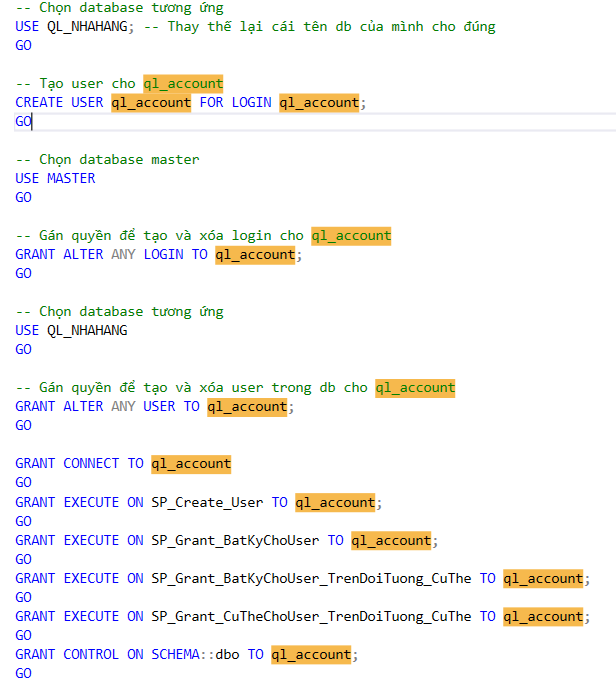 -- Chọn database tương ứng
USE QL_NHAHANG; -- Thay thế lại cái tên db của mình cho đúng
GO
-- Tạo user cho ql_account
CREATE USER ql_account FOR LOGIN ql_account;
GO
-- Chọn database master
USE MASTER
GO
-- Gán quyền để tạo và xóa login cho ql_account
GRANT ALTER ANY LOGIN TO ql_account;
GO
-- Chọn database tương ứng
USE QL_NHAHANG
GO
-- Gán quyền để tạo và xóa user trong db cho ql_account
GRANT ALTER ANY USER TO ql_account;
GO
GRANT CONNECT TO ql_account
GO
GRANT EXECUTE ON SP_Create_User TO ql_account;
GO
GRANT EXECUTE ON SP_Grant_BatKyChoUser TO ql_account;
GO
GRANT EXECUTE ON SP_Grant_BatKyChoUser_TrenDoiTuong_CuThe TO ql_account;
GO
GRANT EXECUTE ON SP_Grant_CuTheChoUser_TrenDoiTuong_CuThe TO ql_account;
GO
GRANT CONTROL ON SCHEMA::dbo TO ql_account;
GO